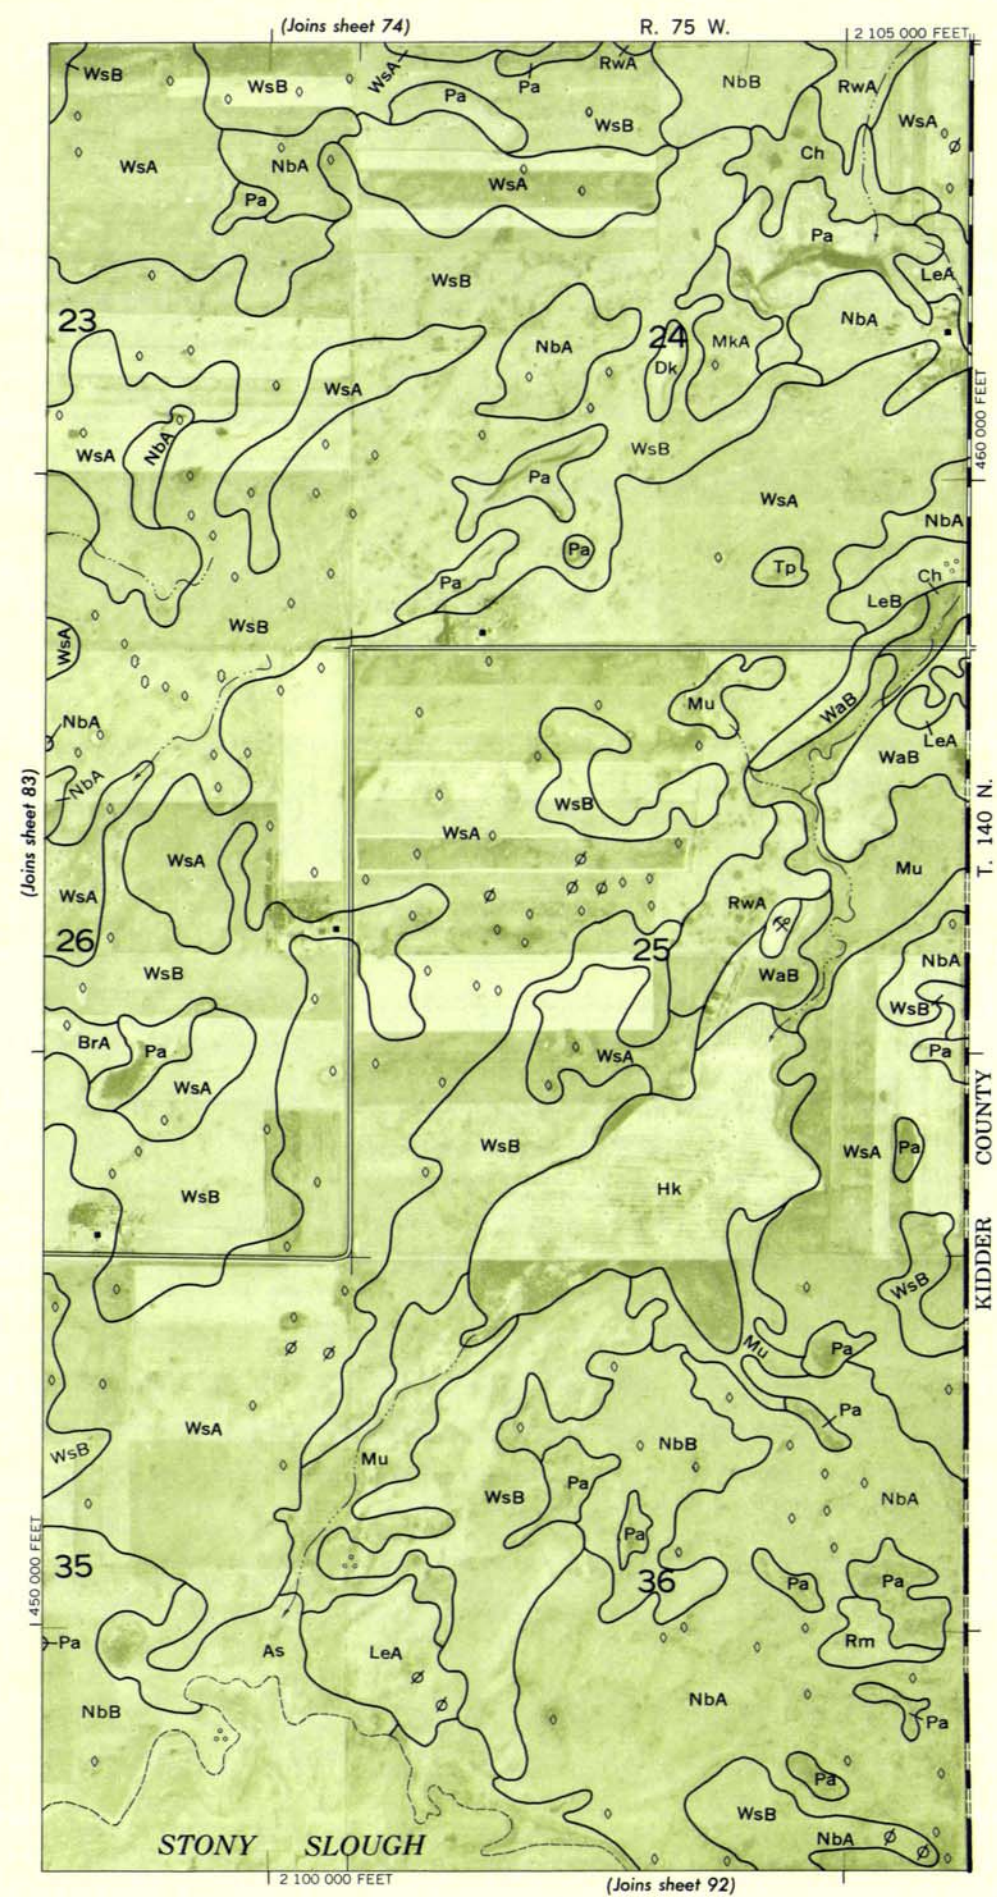 (Joins sheet 74)
R. 75 W.
2 105 000 FEET
WsB
WsB
WsA
Pa
Pa
RwA
WsB
NbB
RwA
WsA
WsA
NbA
Pa
WsA
Ch
Pa
LeA
WsB
23
NbA
24
Dk
MkA
NbA
WsA
WsA
NbA
Pa
WsB
WsA
460 000 FEET
NbA
Pa
Pa
Tp
Ch
LeB
WsB
WsA
NbA
NbA
Mu
WaB
LeA
WaB
WsB
WsA
WsA
(Joins sheet 83)
T. 140 N.
Mu
WsA
RwA
26
25
WsB
WaB
NbA
WsB
BrA
Pa
WsA
WsA
Pa
WsB
WsA
Pa
Hk
WsB
KIDDER COUNTY
WsB
Mu
Pa
WsA
Pa
WsB
Mu
NbB
WsB
Pa
NbA
Pa
450 000 FEET
35
36
Pa
Pa
Pa
As
LeA
Rm
NbB
NbA
Pa
Pa
WsB
NbA
STONY SLOUGH
2 100 000 FEET
(Joins sheet 92)